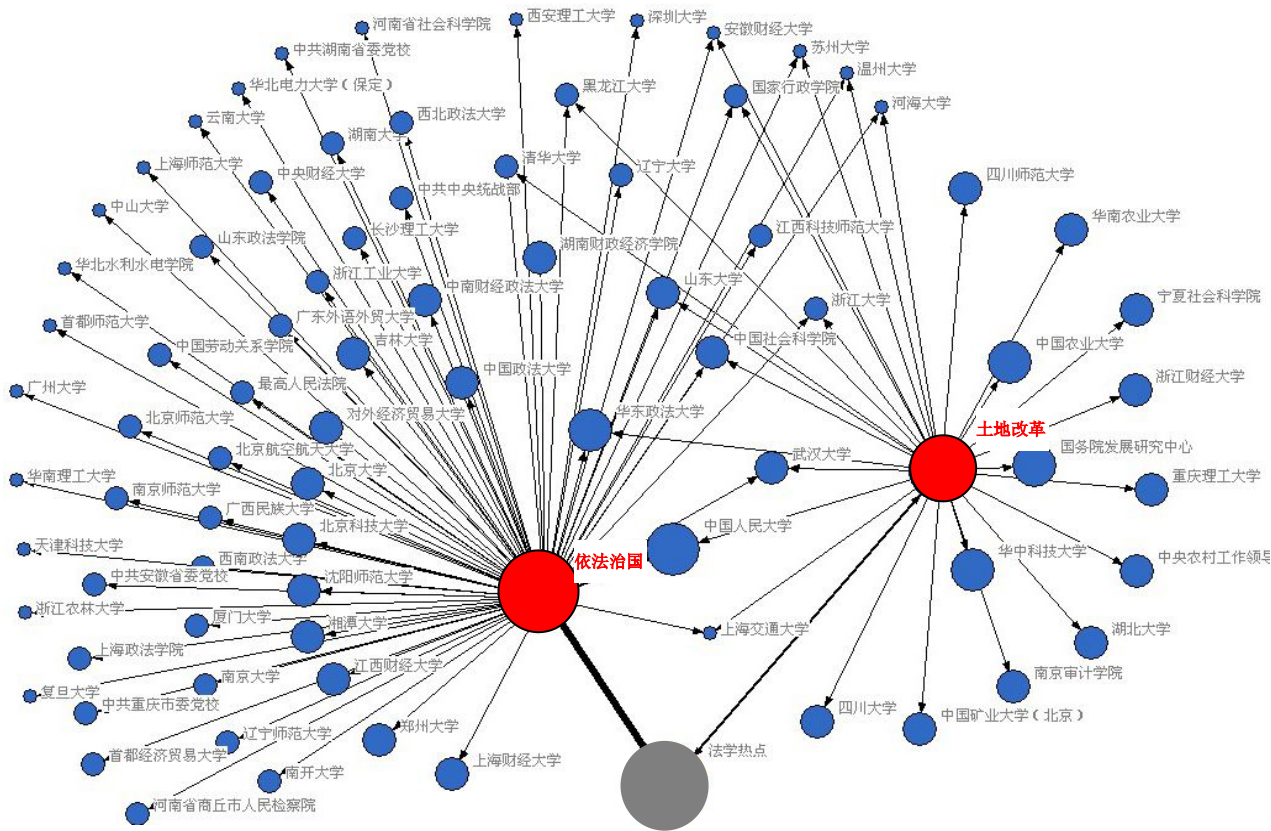 河南省社会科学院
西安理工大学
深圳大学
安徽财经大学
中共湖南省委党校
苏州大学
温州大学
华北电力大学（保定）
黑龙江大学
国家行政学院
河海大学
云南大学
西北政法大学
湖南大学
上海师范大学
清华大学
辽宁大学
四川师范大学
中央财经大学
中共中央统战部
中山大学
华南农业大学
长沙理工大学
江西科技师范大学
山东政法学院
湖南财政经济学院
华北水利水电学院
浙江工业大学
中南财经政法大学
山东大学
浙江大学
宁夏社会科学院
首都师范大学
广东外语外贸大学
中国劳动关系学院
吉林大学
中国社会科学院
中国农业大学
中国政法大学
广州大学
最高人民法院
浙江财经大学
北京师范大学
对外经济贸易大学
华东政法大学
土地改革
北京航空航天大学
国务院发展研究中心
武汉大学
华南理工大学
北京大学
重庆理工大学
南京师范大学
广西民族大学
北京科技大学
中国人民大学
天津科技大学
西南政法大学
依法治国
华中科技大学
中央农村工作领导
中共安徽省委党校
沈阳师范大学
浙江农林大学
厦门大学
湘潭大学
上海交通大学
湖北大学
上海政法学院
江西财经大学
南京审计学院
南京大学
复旦大学
中共重庆市委党校
四川大学
中国矿业大学（北京）
郑州大学
辽宁师范大学
首都经济贸易大学
上海财经大学
法学热点
南开大学
河南省商丘市人民检察院